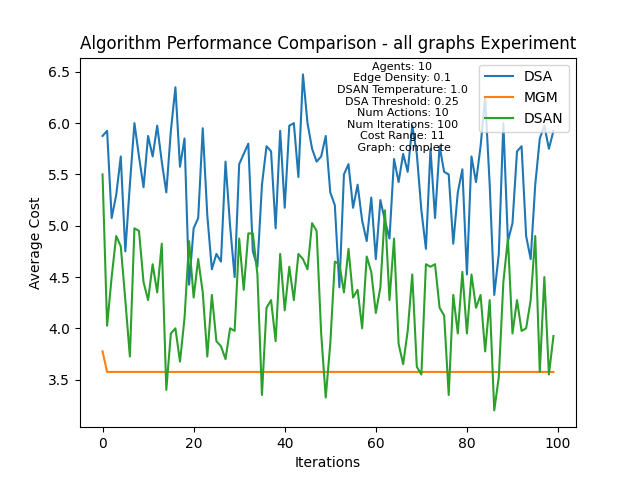 Algorithm Performance Comparison - all graphs Experiment
Agents: 10
Edge Density: 0.1
DSAN Temperature: 1.0
DSA Threshold: 0.25
Num Actions: 10
Num Iterations: 100
Cost Range: 11
Graph: complete
DSA
MGM
DSAN
Average Cost
6.5
6.0
5.5
5.0
4.5
4.0
3.5
0
20
40
60
80
100
Iterations